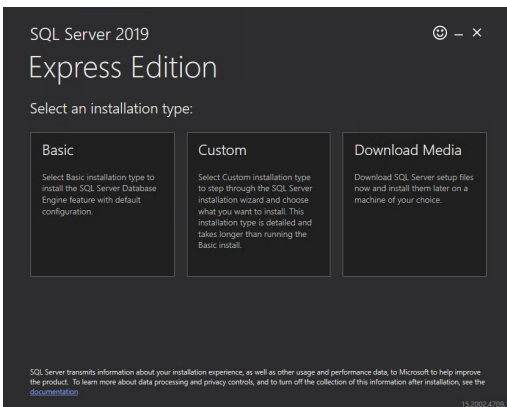 SQL Server 2019
Express Edition
Select an installation type:
Basic
Select Basic installation type to
install the SQL Server Database
Engine feature with default
configuration.
Custom
Select Custom installation type
to step through the SQL Server
installation wizard and choose
what you want to install. This
installation type is detailed and
takes longer than running the
Basic install.
Download Media
Download SQL Server setup files
now and install them later on a
machine of your choice.
SQL Server transmits information about your installation experience, as well as other usage and performance data, to Microsoft to help improve
the product. To learn more about data processing and privacy controls, and to turn off the collection of this information after installation, see the
documentation
15.2002.4709.